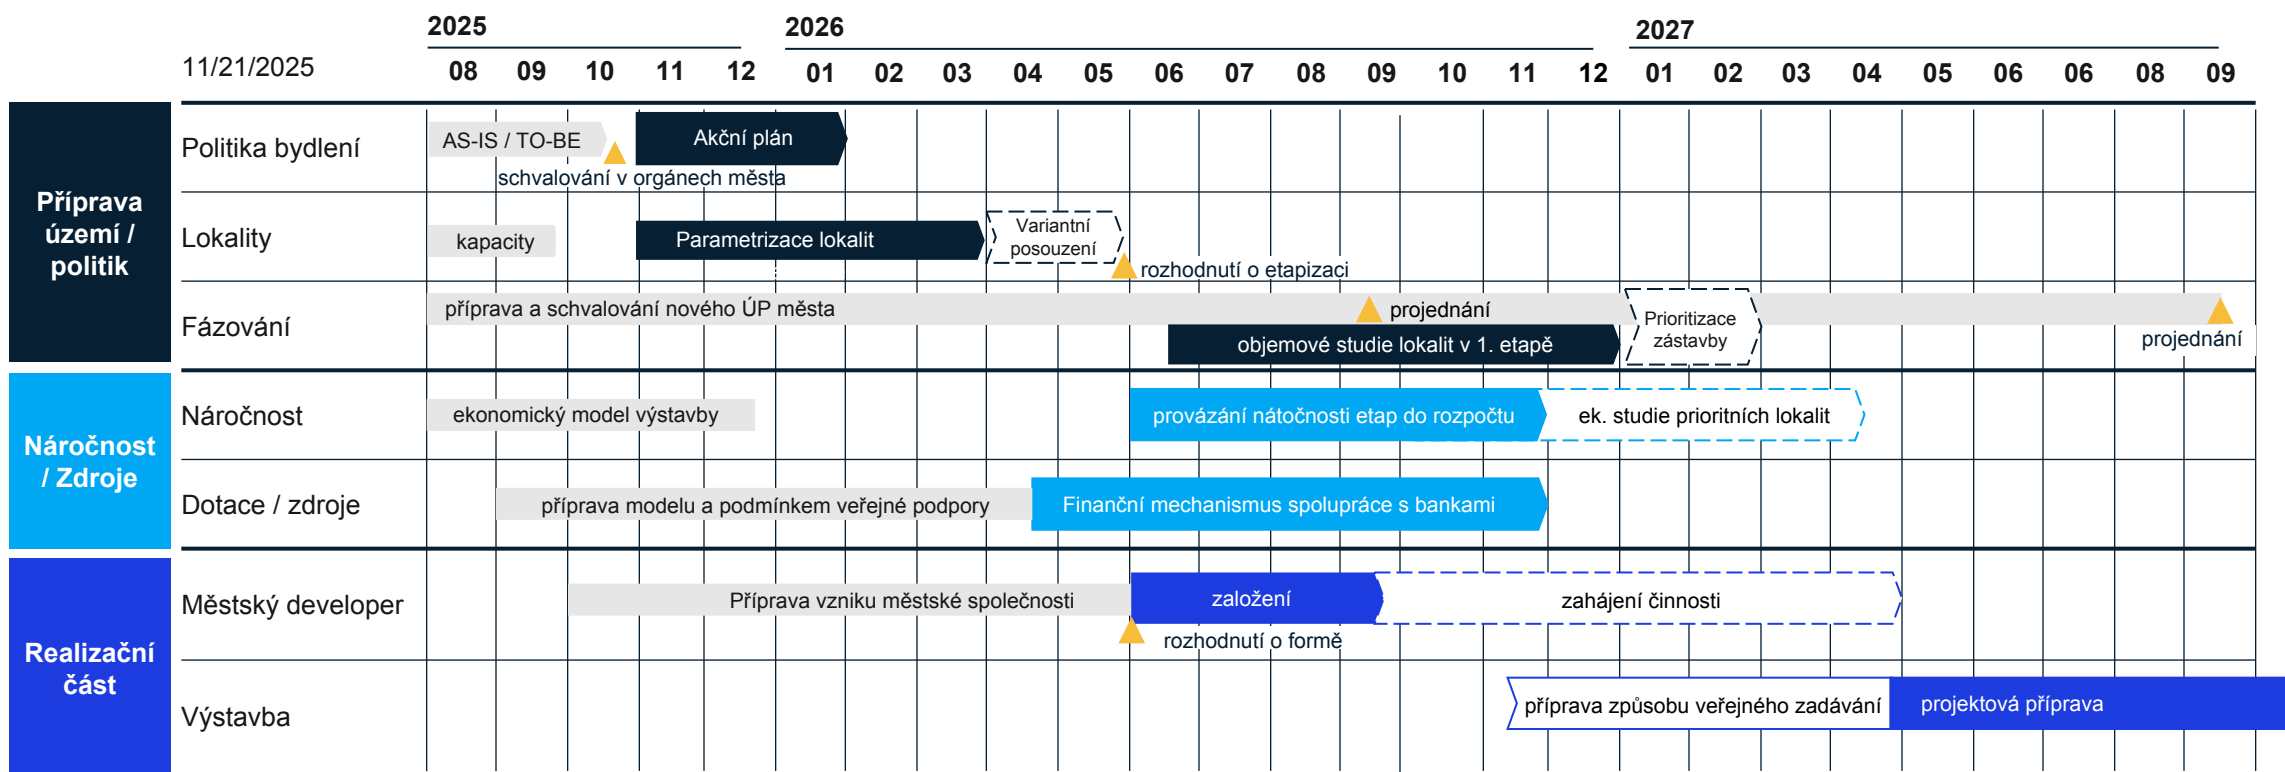 2025 2026 2027
11/21/2025 08 09 10 11 12 01 02 03 04 05 06 07 08 09 10 11 12 01 02 03 04 05 06 06 08 09
Příprava
území /
politik
Politika bydlení
AS-IS / TO-BE
Akční plán
schvalování v orgánech města
Lokality
kapacity
Parametrizace lokalit
Variantní
posouzení
rozhodnutí o etapizaci
Fázování
příprava a schvalování nového ÚP města
projednání
objemové studie lokalit v 1. etapě
Prioritizace
zástavby
projednání
Náročnost
/ Zdroje
Náročnost
ekonomický model výstavby
provázání nátočnosti etap do rozpočtu
ek. studie prioritních lokalit
Dotace / zdroje
příprava modelu a podmínkem veřejné podpory
Finanční mechanismus spolupráce s bankami
Realizační
část
Městský developer
Příprava vzniku městské společnosti
založení
zahájení činnosti
rozhodnutí o formě
Výstavba
příprava způsobu veřejného zadávání
projektová příprava